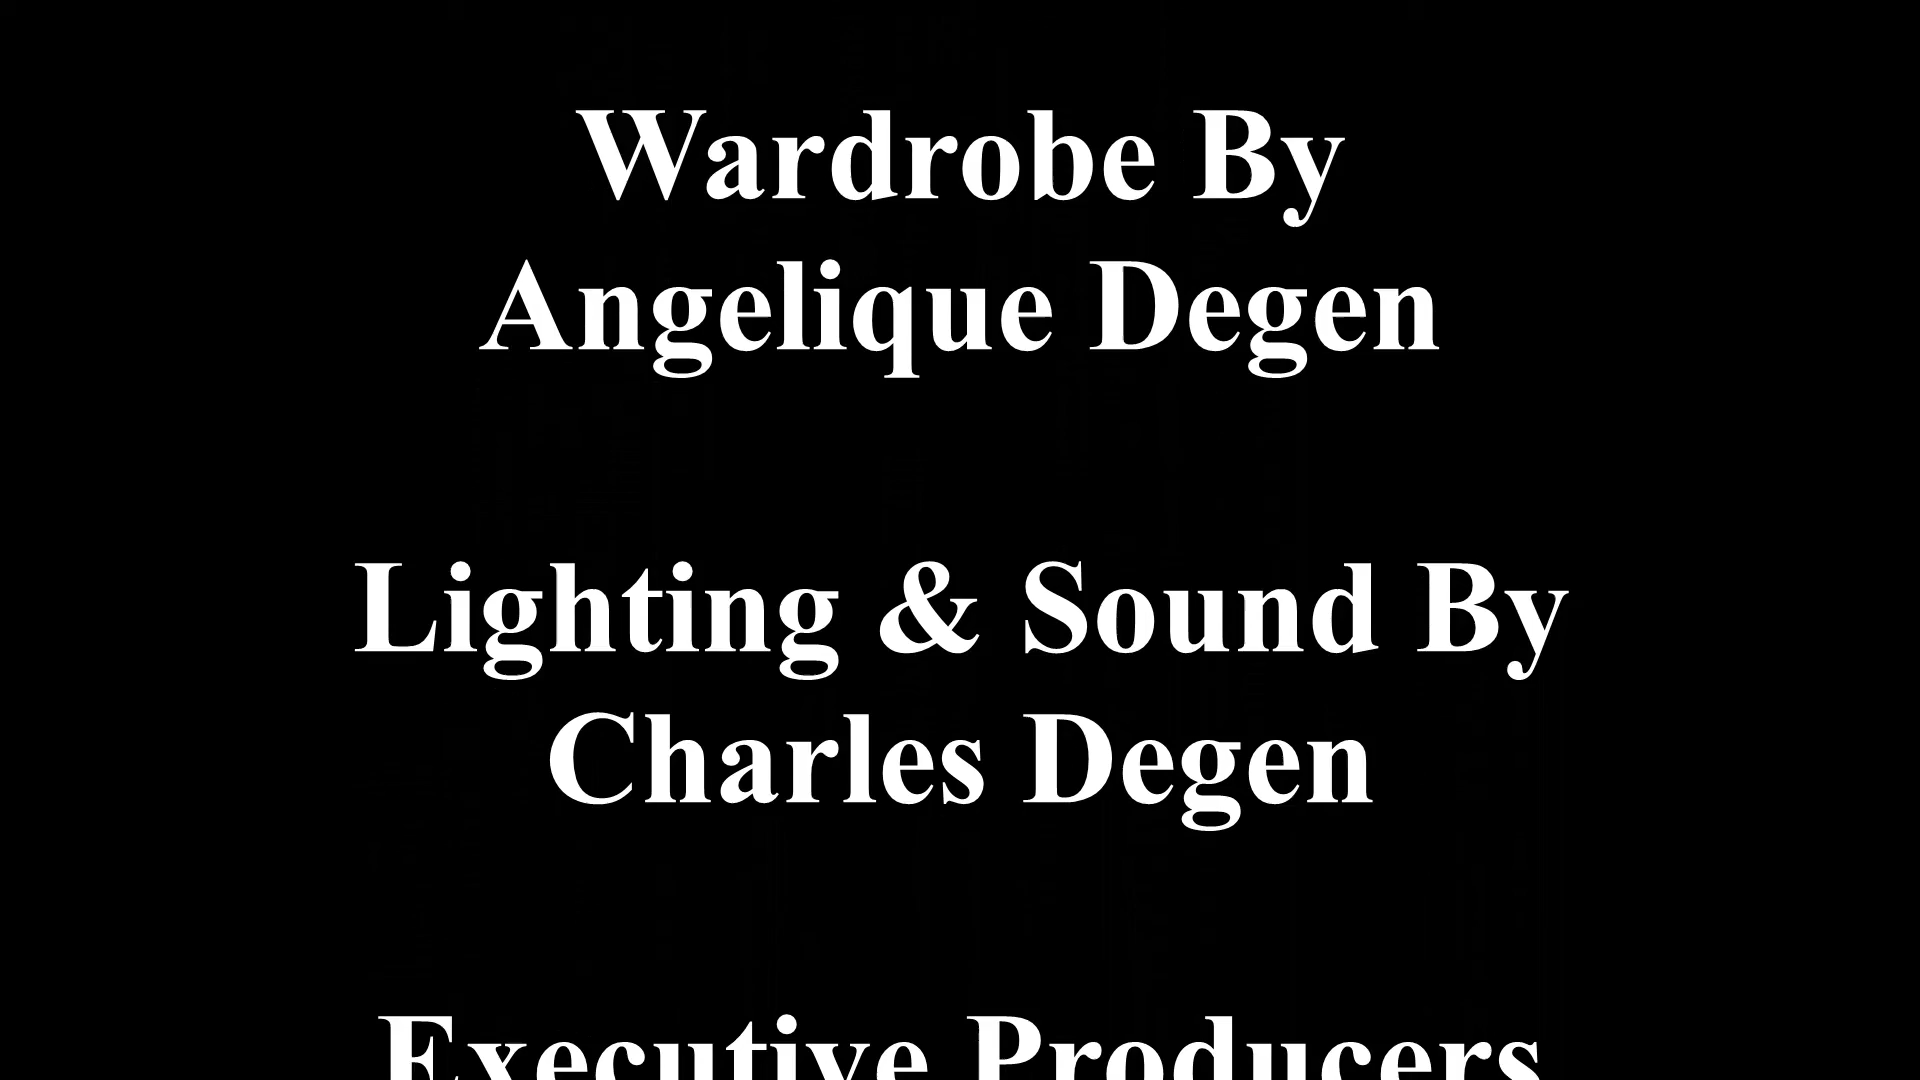 Wardrobe By
Angelique Degen
Lighting & Sound By
Charles Degen
Executive Producers